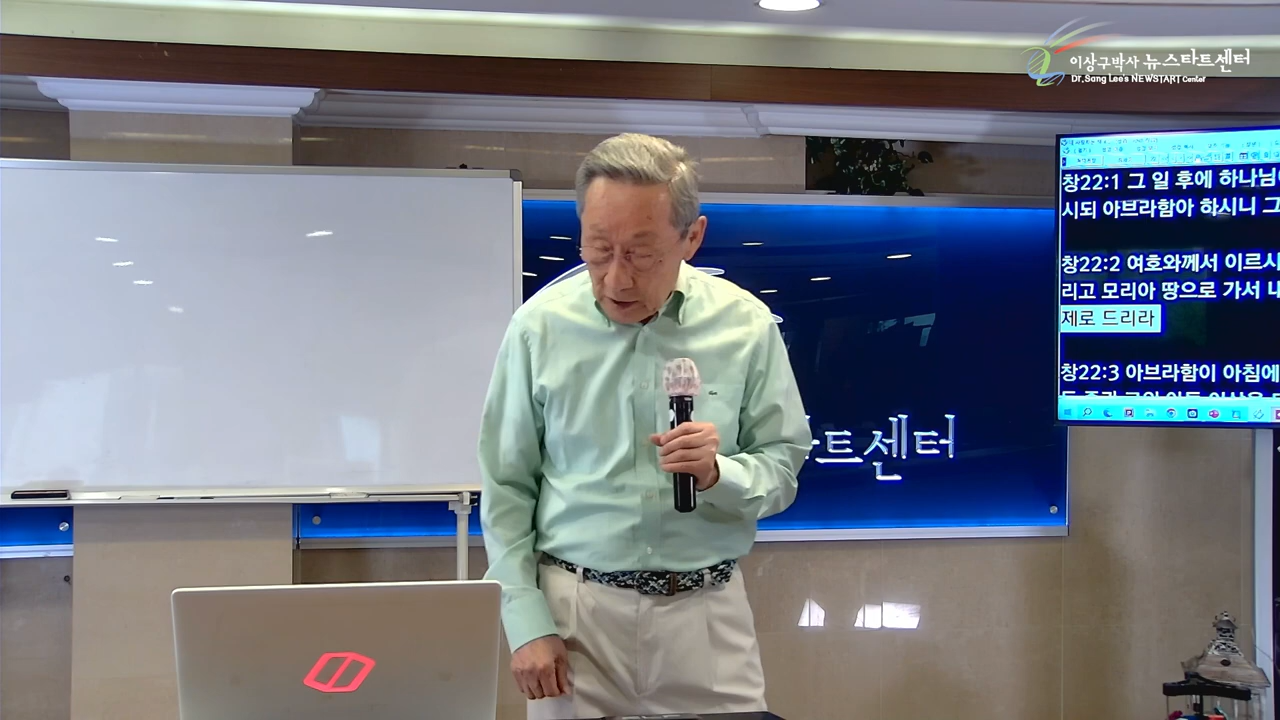 이상구박사 뉴스타트센터
Dr.Sang Lee's NEWSTART Center
창22:1 그 일 후에 하나님
시되 아브라함아 하시니 그
창22:2 여호와께서 이르시
리고 모리아 땅으로 가서 내
제로 드리라
창22:3 아브라함이 아침에
타트센터